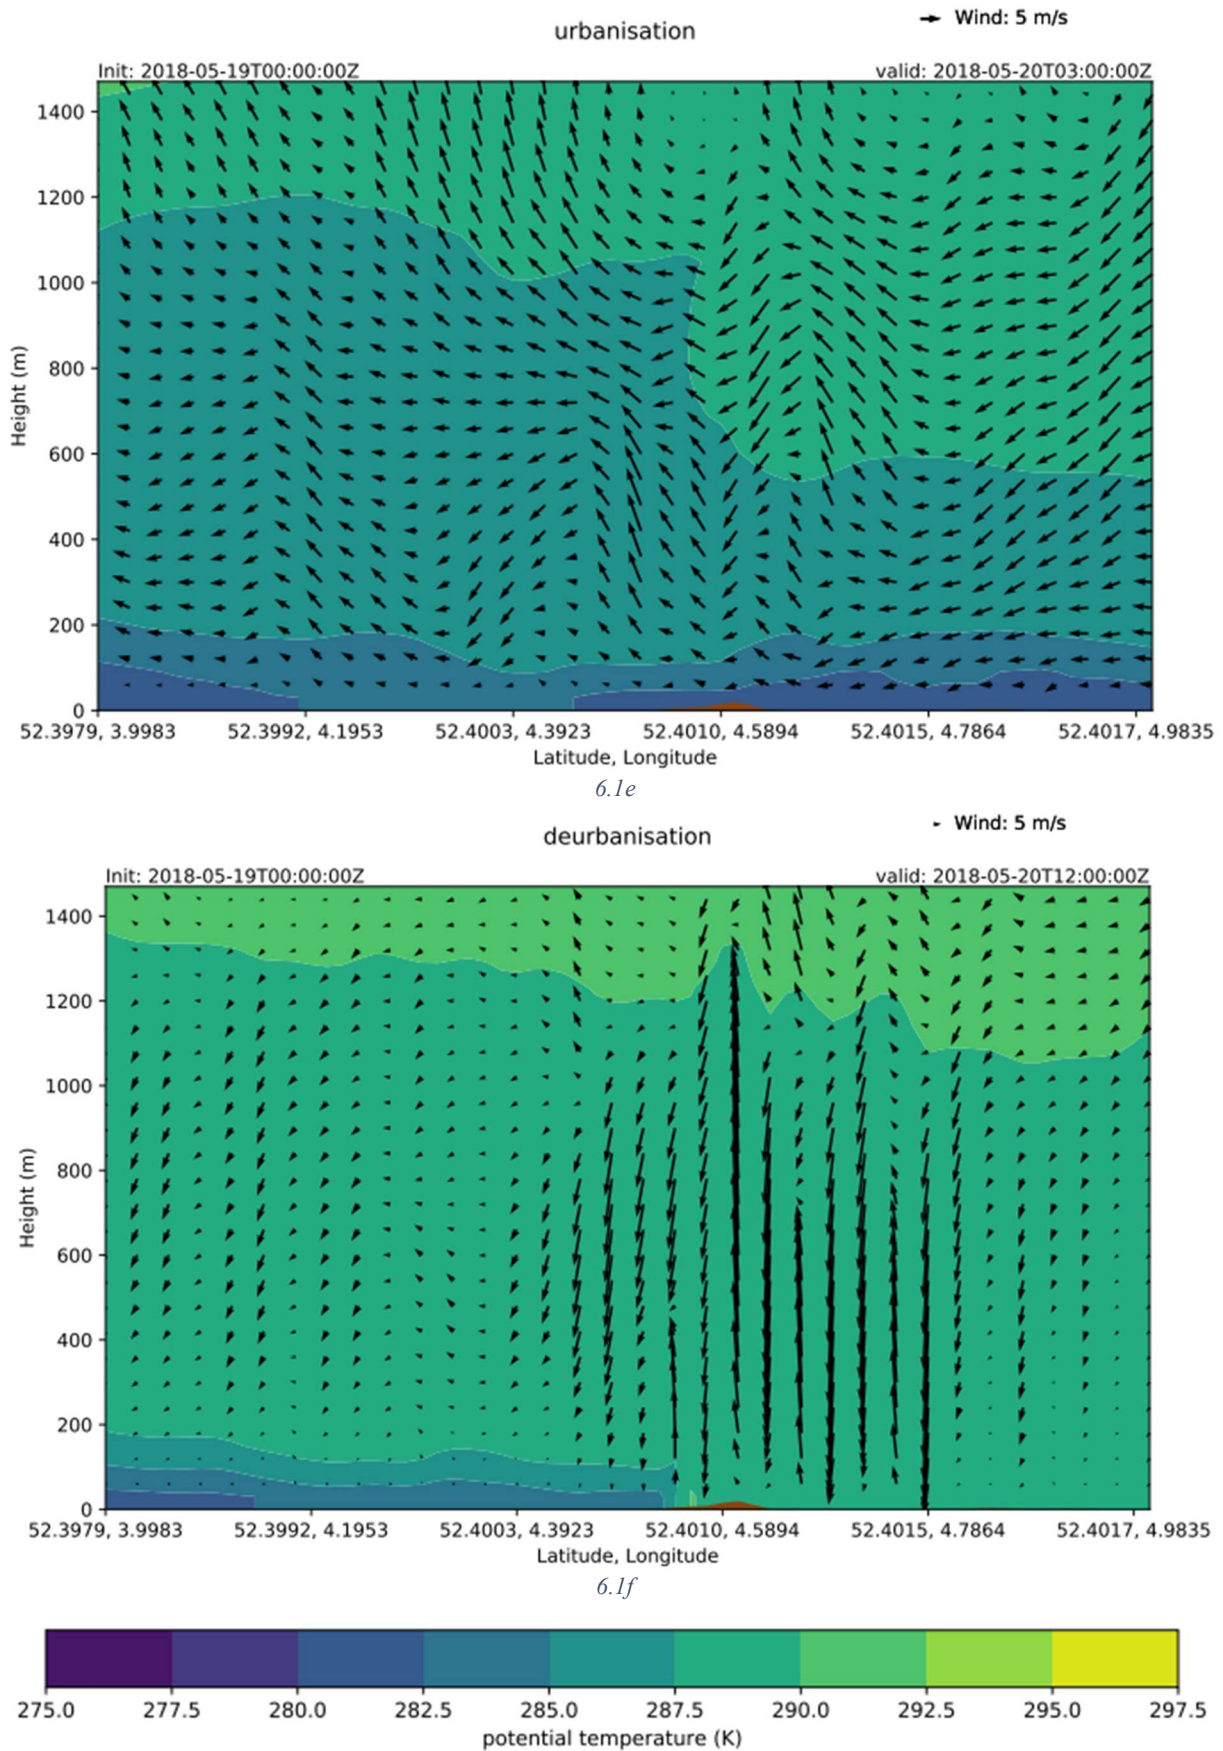 Wind: 5 m/s
urbanisation
Init: 2018-05-19T00:00:00Z valid: 2018-05-20T03:00:00Z
1400
1200
1000
800
600
400
200
0
Height (m)
52.3979, 3.9983 52.3992, 4.1953 52.4003, 4.3923 52.4010, 4.5894 52.4015, 4.7864 52.4017, 4.9835
Latitude, Longitude
6.1e
Wind: 5 m/s
deurbanisation
Init: 2018-05-19T00:00:00Z valid: 2018-05-20T12:00:00Z
1400
1200
1000
800
600
400
200
0
Height (m)
52.3979, 3.9983 52.3992, 4.1953 52.4003, 4.3923 52.4010, 4.5894 52.4015, 4.7864 52.4017, 4.9835
Latitude, Longitude
6.1f
275.0 277.5 280.0 282.5 285.0 287.5 290.0 292.5 295.0 297.5
potential temperature (K)